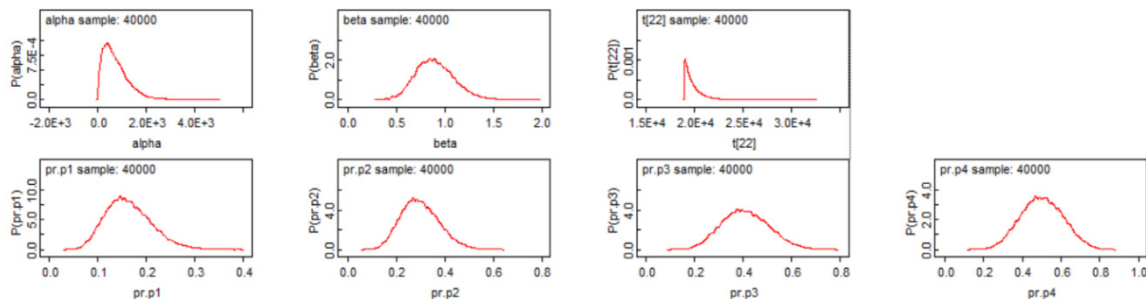 alpha sample: 40000
P(alpha)
7.5E-4
0.0
-2.0E+3 0.0 2.0E+3 4.0E+3
alpha
beta sample: 40000
P(beta)
2.0
0.0
0.0 0.5 1.0 1.5 2.0
beta
t[22] sample: 40000
P(t[22])
0.001
0.0
1.5E+4 2.0E+4 2.5E+4 3.0E+4
t[22]
pr.p1 sample: 40000
P(pr.p1)
10.0
5.0
0.0
0.0 0.1 0.2 0.3 0.4
pr.p1
pr.p2 sample: 40000
P(pr.p2)
4.0
0.0
0.0 0.2 0.4 0.6 0.8
pr.p2
pr.p3 sample: 40000
P(pr.p3)
4.0
0.0
0.0 0.2 0.4 0.6 0.8
pr.p3
pr.p4 sample: 40000
P(pr.p4)
4.0
2.0
0.0
0.0 0.2 0.4 0.6 0.8 1.0
pr.p4